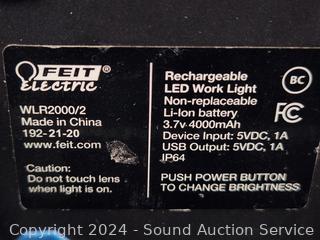 FEIT®
electric
WLR2000/2
Made in China
192-21-20
www.feit.com
Caution:
Do not touch lens
when light is on.
Rechargeable
LED Work Light
Non-replaceable
Li-Ion battery
3.7v 4000mAh
Device Input: 5VDC, 1A
USB Output: 5VDC, 1A
IP64
BC
FC
PUSH POWER BUTTON
TO CHANGE BRIGHTNESS
Copyright © 2024 - Sound Auction Service